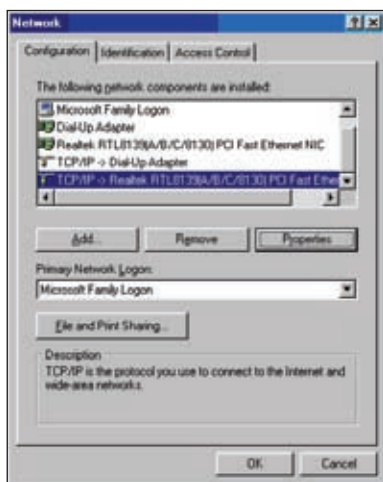 Network
Configuration Identification Access Control
The following network components are installed:
Microsoft Family Logon
Dial-Up Adapter
Realtek RTL8139(A/B/C/8130) PCI Fast Ethernet NIC
TCP/IP -> Dial-Up Adapter
TCP/IP -> Realtek RTL8139(A/B/C/8130) PCI Fast Ether
Add... Remove Properties
Primary Network Logon:
Microsoft Family Logon
File and Print Sharing...
Description
TCP/IP is the protocol you use to connect to the Internet and
wide-area networks.
OK Cancel